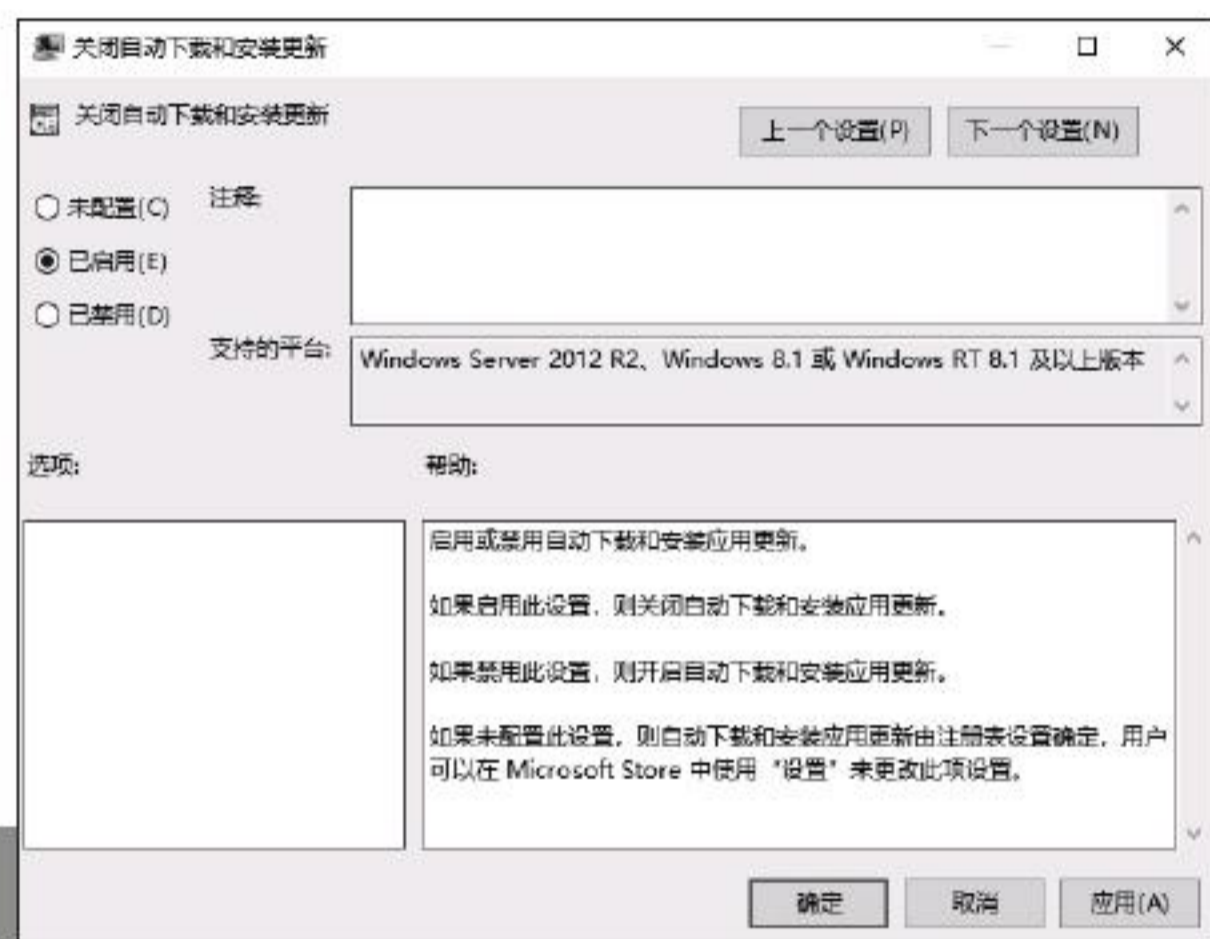 关闭自动下载和安装更新
关闭自动下载和安装更新
上一个设置(P)
下一个设置(N)
未配置(C)
已启用(E)
已禁用(D)
注释:
支持的平台:
Windows Server 2012 R2、Windows 8.1 或 Windows RT 8.1 及以上版本
选项:
帮助:
启用或禁用自动下载和安装应用更新。
如果启用此设置，则关闭自动下载和安装应用更新。
如果禁用此设置，则开启自动下载和安装应用更新。
如果未配置此设置，则自动下载和安装应用更新由注册表设置确定，用户
可以在 Microsoft Store 中使用“设置”来更改此项设置。
确定
取消
应用(A)